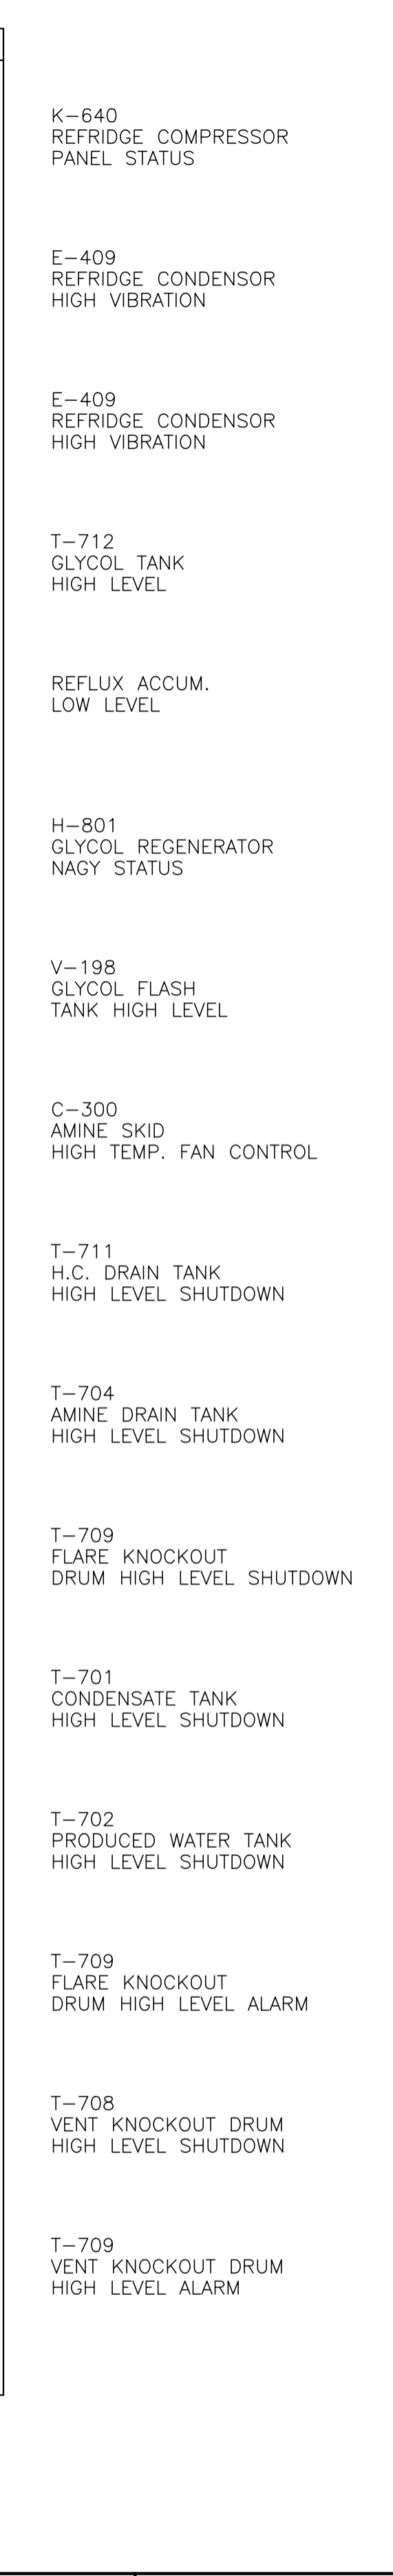 K-640
REFRIDGE COMPRESSOR
PANEL STATUS
E-409
REFRIDGE CONDENSOR
HIGH VIBRATION
E-409
REFRIDGE CONDENSOR
HIGH VIBRATION
T-712
GLYCOL TANK
HIGH LEVEL
REFLUX ACCUM.
LOW LEVEL
H-801
GLYCOL REGENERATOR
NAGY STATUS
V-198
GLYCOL FLASH
TANK HIGH LEVEL
C-300
AMINE SKID
HIGH TEMP. FAN CONTROL
T-711
H.C. DRAIN TANK
HIGH LEVEL SHUTDOWN
T-704
AMINE DRAIN TANK
HIGH LEVEL SHUTDOWN
T-709
FLARE KNOCKOUT
DRUM HIGH LEVEL SHUTDOWN
T-701
CONDENSATE TANK
HIGH LEVEL SHUTDOWN
T-702
PRODUCED WATER TANK
HIGH LEVEL SHUTDOWN
T-709
FLARE KNOCKOUT
DRUM HIGH LEVEL ALARM
T-708
VENT KNOCKOUT DRUM
HIGH LEVEL SHUTDOWN
T-709
VENT KNOCKOUT DRUM
HIGH LEVEL ALARM